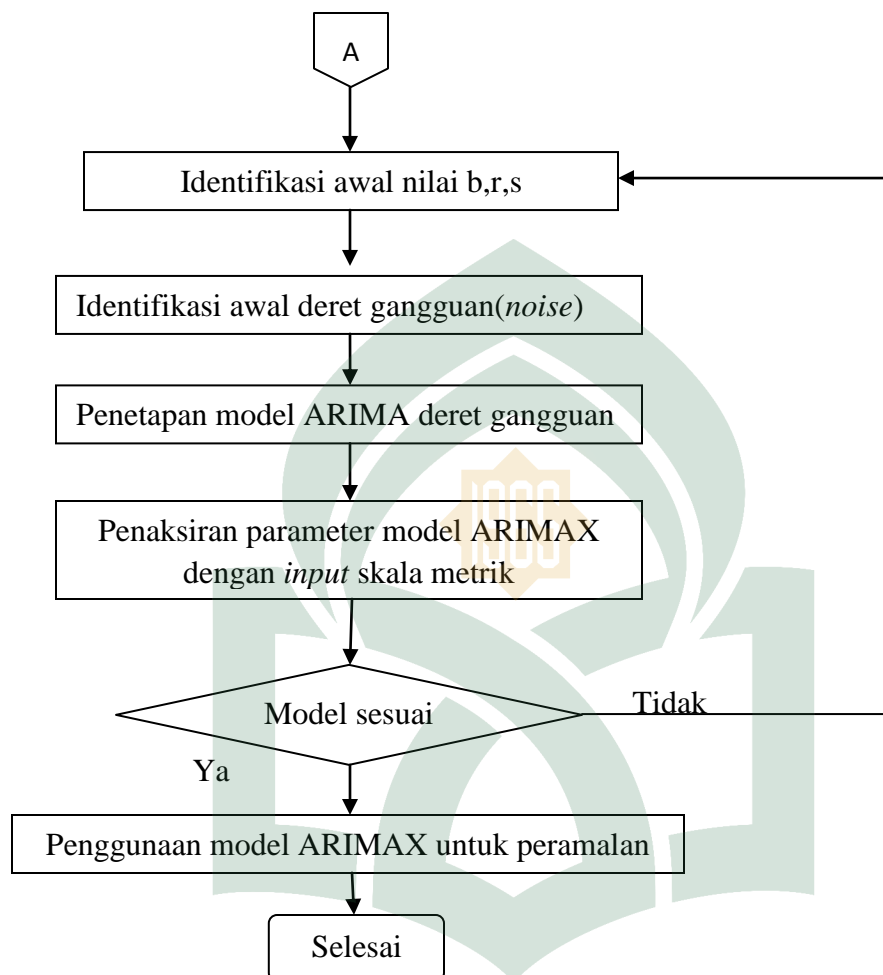 A
Identifikasi awal nilai b,r,s
Identifikasi awal deret gangguan(noise)
Penetapan model ARIMA deret gangguan
Penaksiran parameter model ARIMAX
dengan input skala metrik
Model sesuai
Tidak
Ya
Penggunaan model ARIMAX untuk peramalan
Selesai